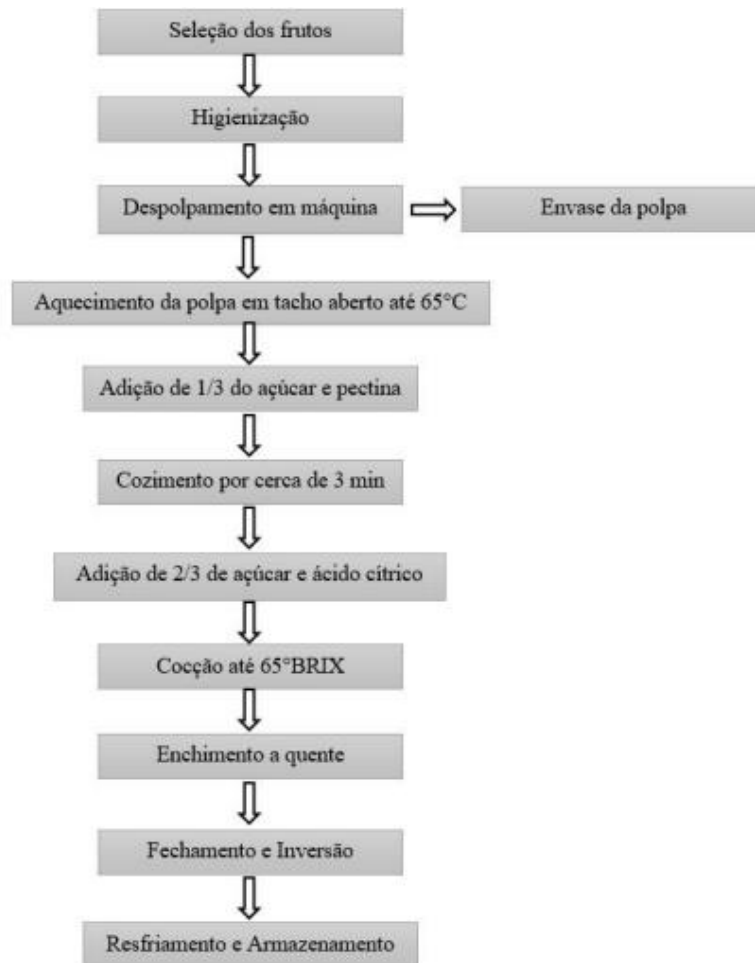 Seleção dos frutos
Higienização
Despolpamento em máquina
Envase da polpa
Aquecimento da polpa em tacho aberto até 65°C
Adição de 1/3 do açúcar e pectina
Cozimento por cerca de 3 min
Adição de 2/3 de açúcar e ácido cítrico
Cocção até 65°BRIX
Enchimento a quente
Fechamento e Inversão
Resfriamento e Armazenamento